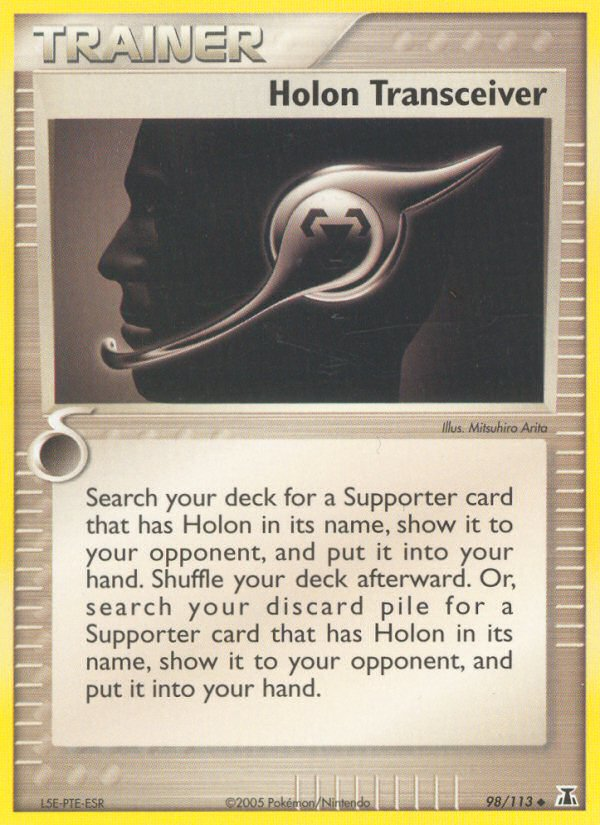 TRAINER
Holon Transceiver
Illus. Mitsuhiro Arita
Search your deck for a Supporter card
that has Holon in its name, show it to
your opponent, and put it into your
hand. Shuffle your deck afterward. Or,
search your discard pile for a
Supporter card that has Holon in its
name, show it to your opponent, and
put it into your hand.
L5E-PTE-ESR
©2005 Pokémon/Nintendo
98/113